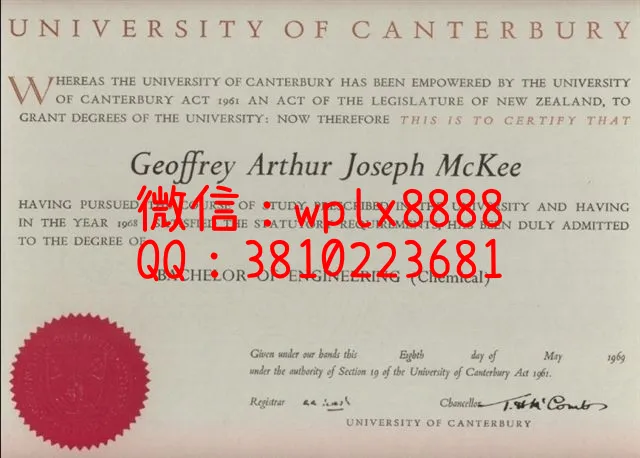 UNIVERSITY OF CANTERBURY
WHEREAS THE UNIVERSITY OF CANTERBURY HAS BEEN EMPOWERED BY THE UNIVERSITY
OF CANTERBURY ACT 1961 AN ACT OF THE LEGISLATURE OF NEW ZEALAND, TO
GRANT DEGREES OF THE UNIVERSITY: NOW THEREFORE THIS IS TO CERTIFY THAT
Geoffrey Arthur Joseph McKee
HAVING PURSUED THE COURSE OF STUDY PRESCRIBED IN THE UNIVERSITY AND HAVING
微信：wplx8888
IN THE YEAR 1968 SATISFIED THE STATUTORY REQUIREMENTS, HAS BEEN DULY ADMITTED
TO THE DEGREE OF
QQ：3810223681
BACHELOR OF ENGINEERING (Chemical)
Given under our hands this Eighth day of May 1969
under the authority of Section 19 of the University of Canterbury Act 1961.
Registrar Chancellor
UNIVERSITY OF CANTERBURY